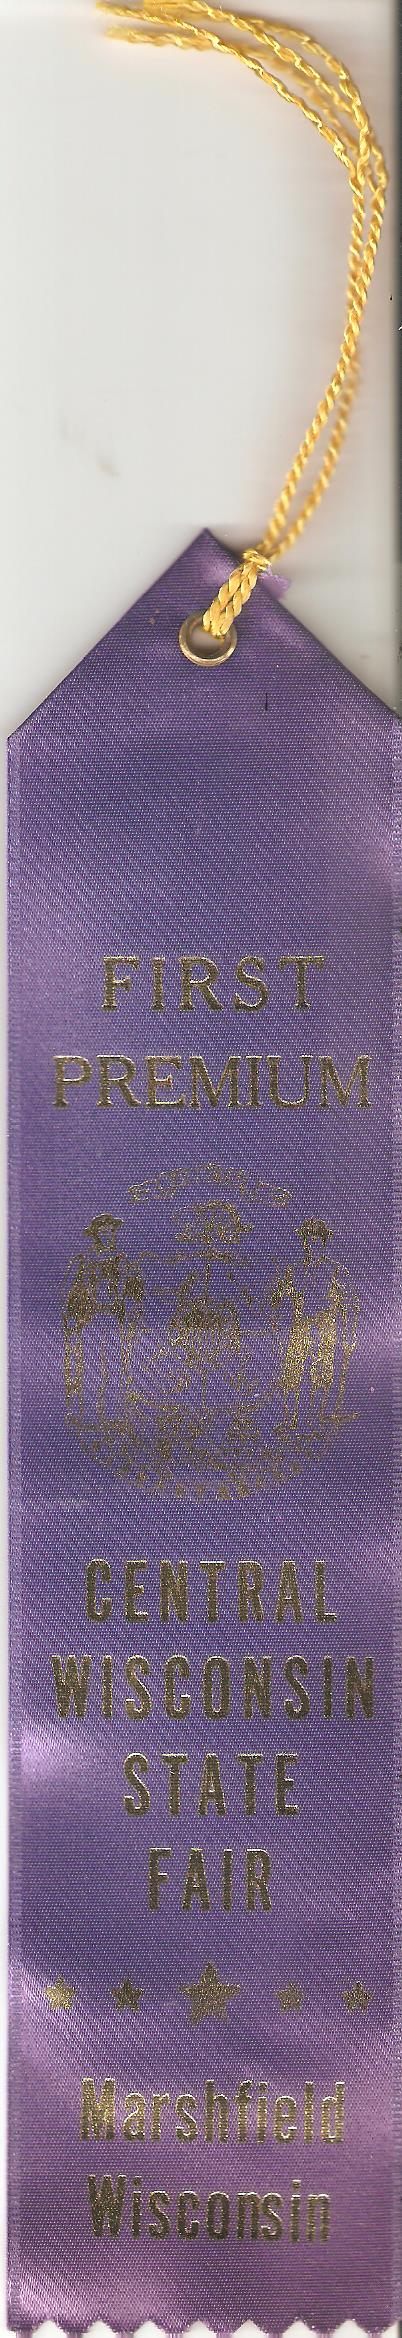 FIRST
PREMIUM
CENTRAL
WISCONSIN
STATE
FAIR
Marshfield
Wisconsin